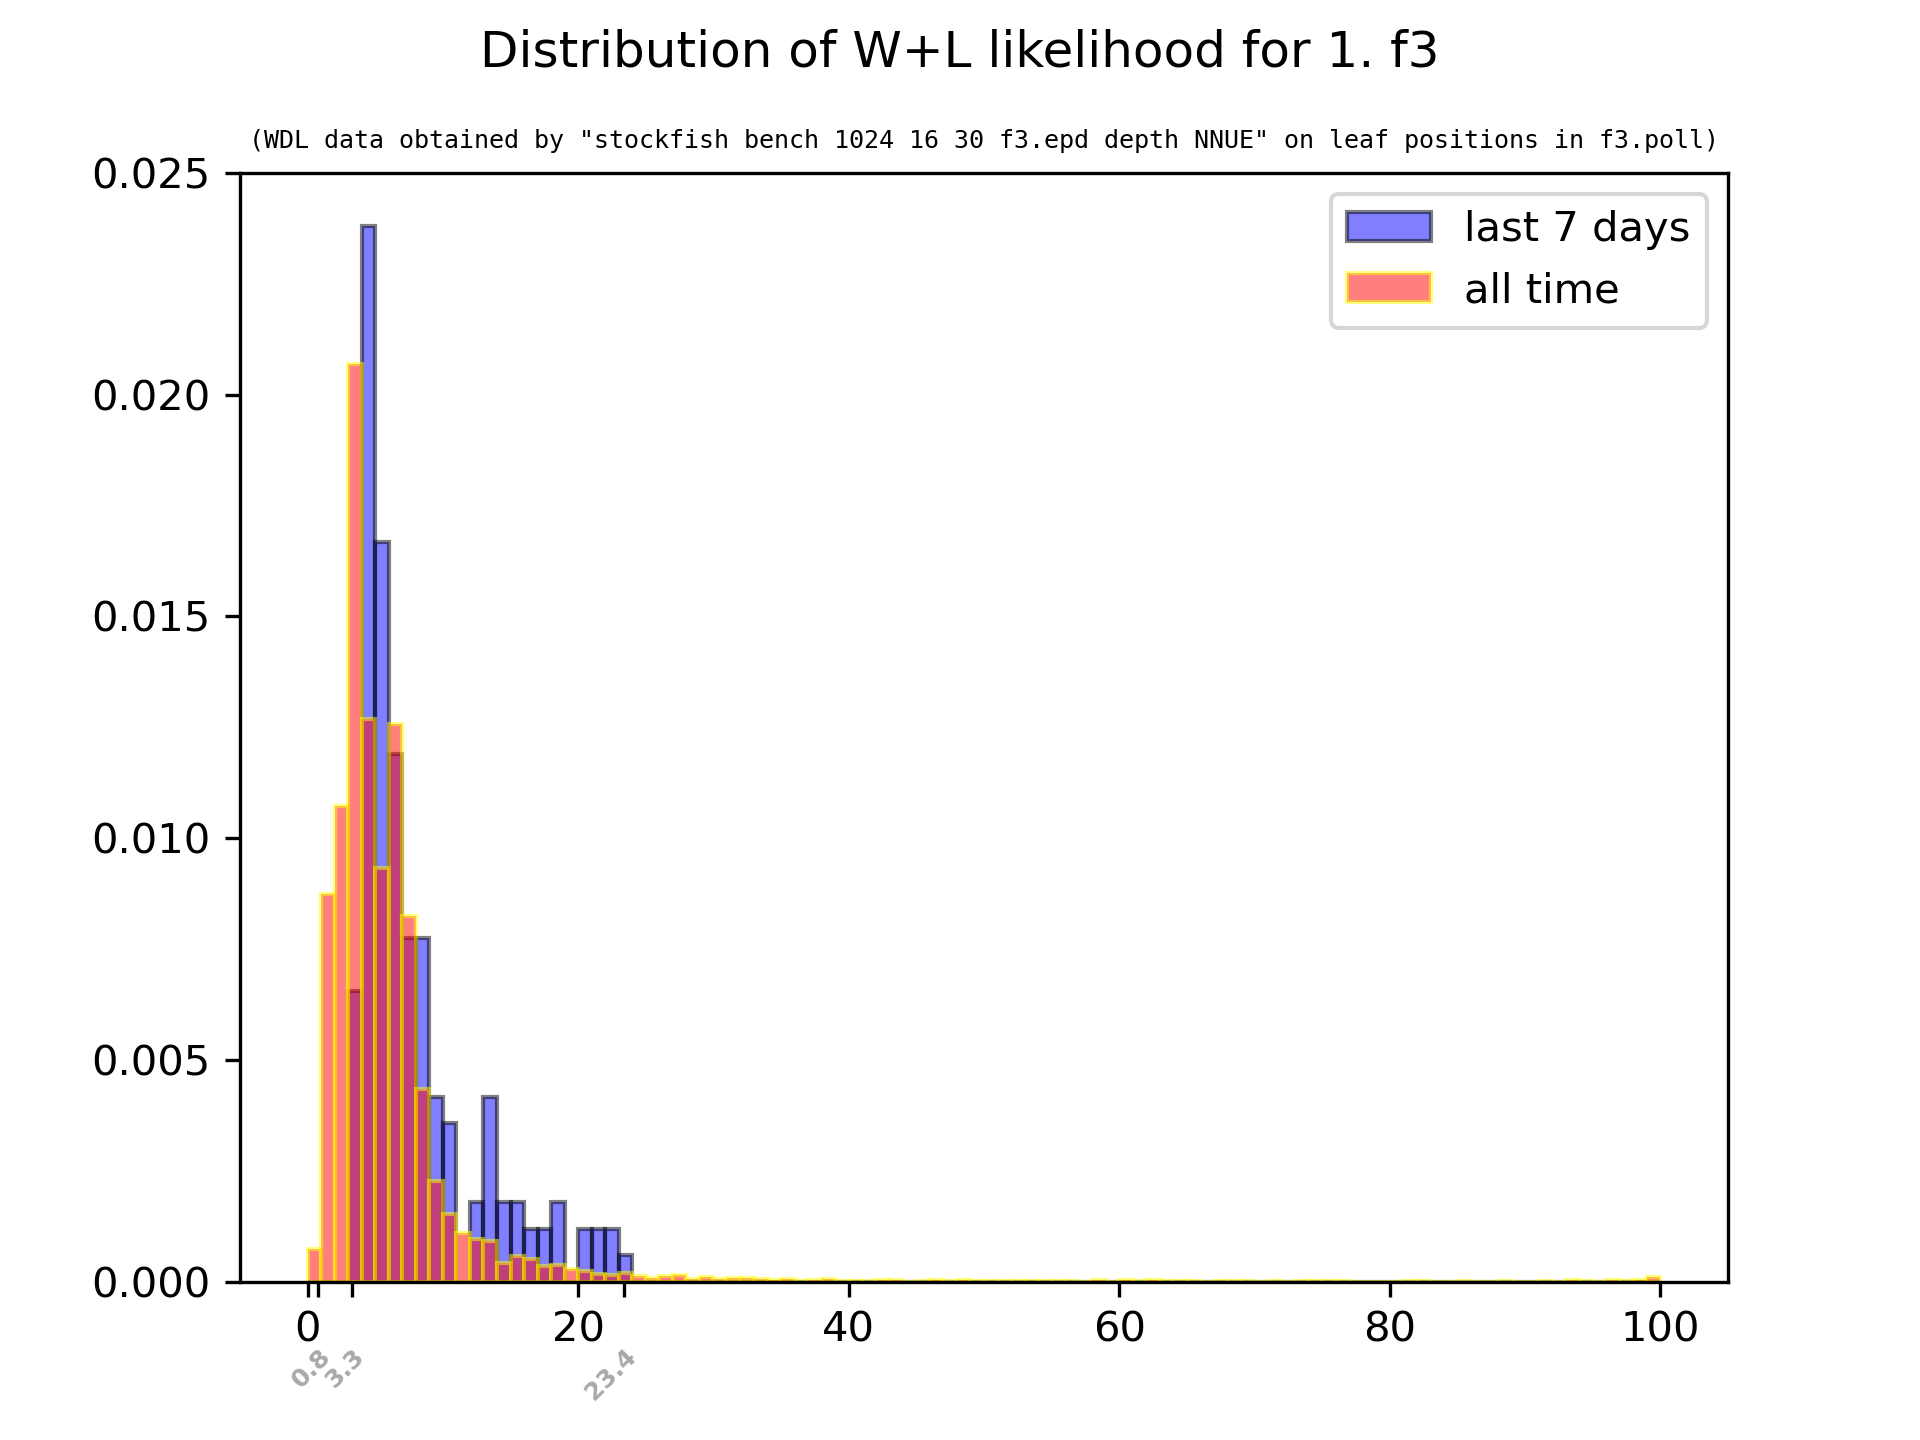 Distribution of W+L likelihood for 1. f3
(WDL data obtained by "stockfish bench 1024 16 30 f3.epd depth NNUE" on leaf positions in f3.poll)
last 7 days
all time
0.025
0.020
0.015
0.010
0.005
0.000
0 20 40 60 80 100
0.8 3.3 23.4